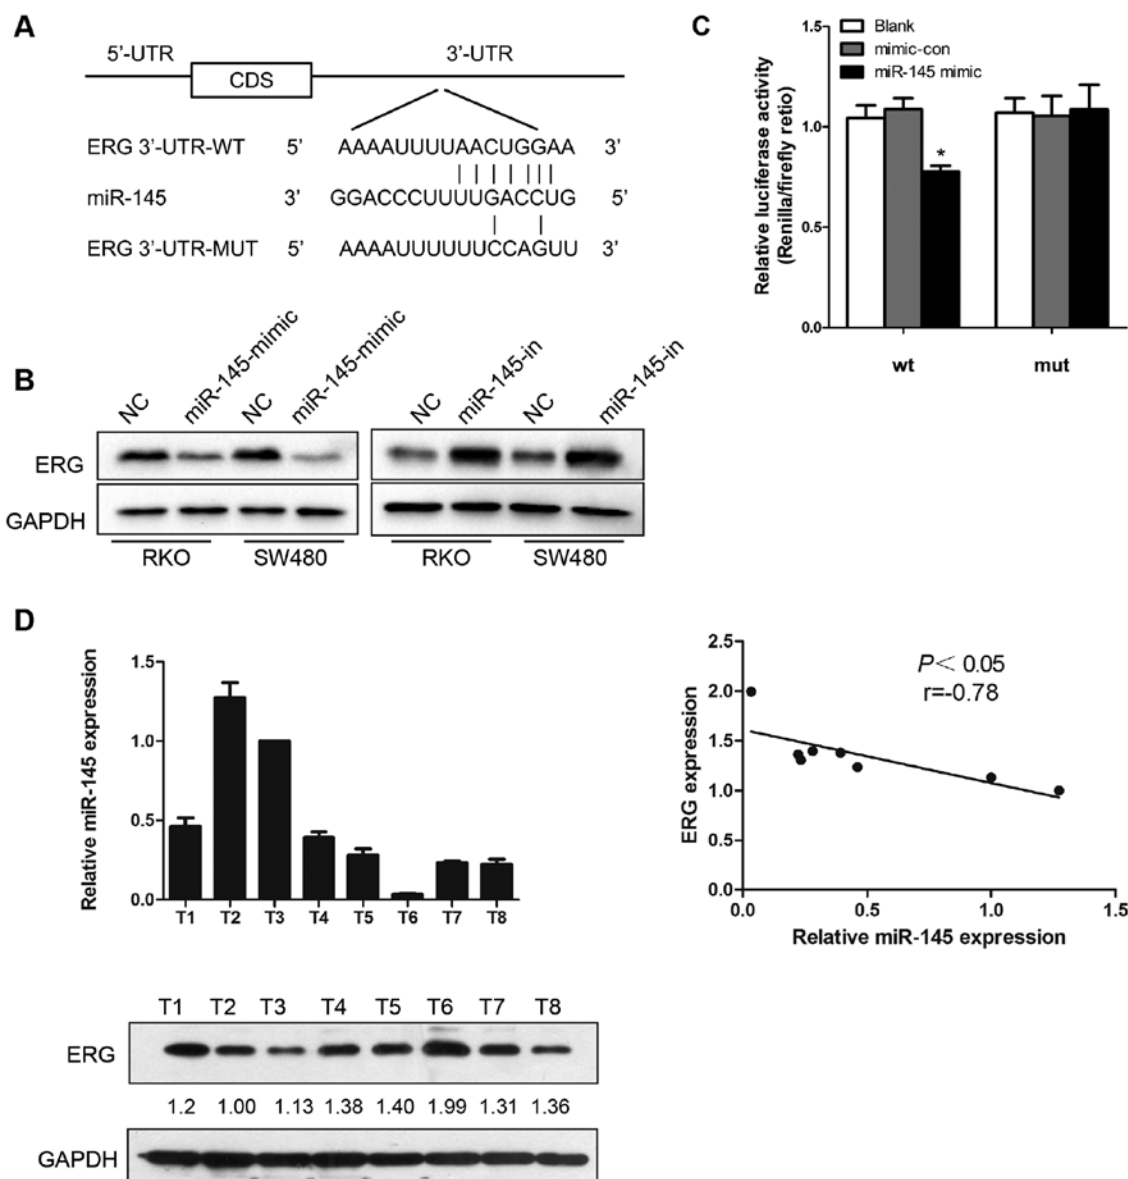 A
5'-UTR 3'-UTR
CDS
ERG 3'-UTR-WT 5' AAAAUUUUAACUGGAA 3'
miR-145 3' GGACCCUUUUGACCUG 5'
ERG 3'-UTR-MUT 5' AAAAUUUUUUCCAGUU 3'
C
Blank
mimic-con
miR-145 mimic
1.5
1.0
0.5
0.0
Relative luciferase activity
(Renilla/firefly retio)
*
wt mut
B
NC miR-145-mimic NC miR-145-mimic NC miR-145-in NC miR-145-in
ERG
GAPDH
RKO SW480 RKO SW480
D
Relative miR-145 expression
1.5
1.0
0.5
0.0
T1 T2 T3 T4 T5 T6 T7 T8
ERG expression
2.5
2.0
1.5
1.0
0.5
0.0
P< 0.05
r=-0.78
0.0 0.5 1.0 1.5
Relative miR-145 expression
T1 T2 T3 T4 T5 T6 T7 T8
ERG
1.2 1.00 1.13 1.38 1.40 1.99 1.31 1.36
GAPDH